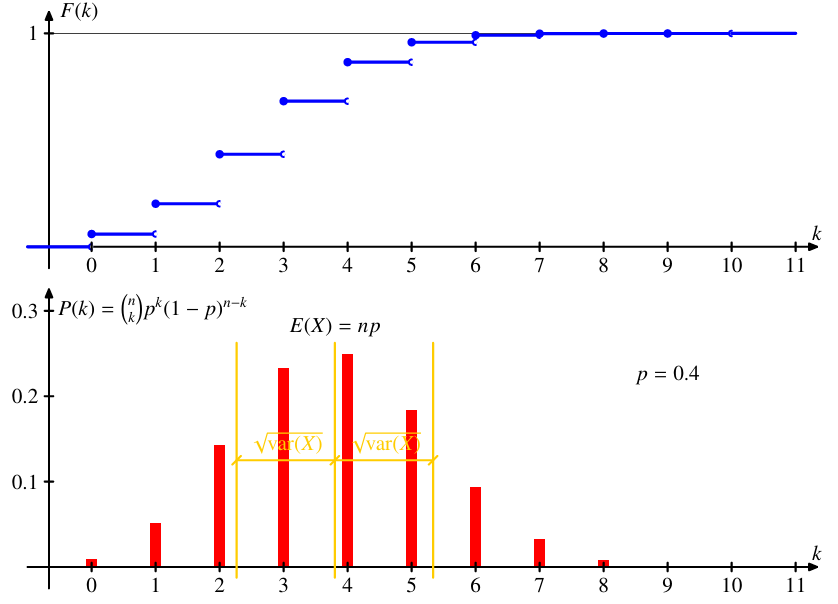 F(k)
1
k
0 1 2 3 4 5 6 7 8 9 10 11
P(k) = \binom{n}{k} p^k (1 − p)^{n−k}
0.3
E(X) = np
p = 0.4
0.2
√var(X) √var(X)
0.1
k
0 1 2 3 4 5 6 7 8 9 10 11